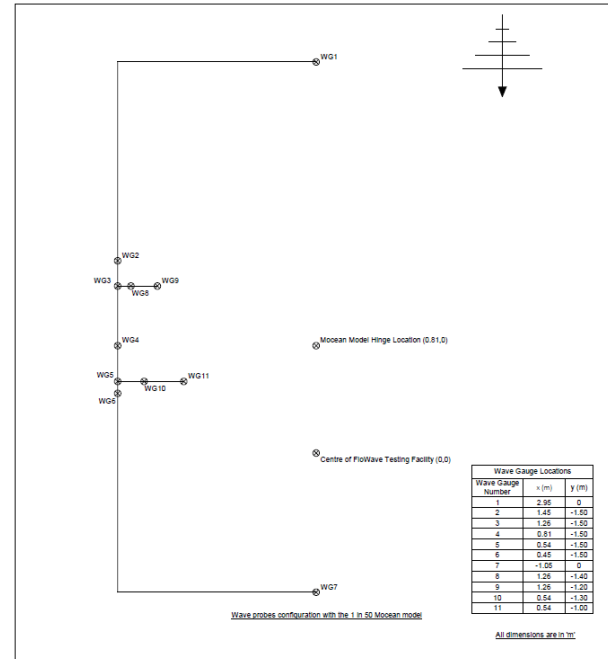 WG1
WG2
WG3
WG8
WG9
WG4
Mocean Model Hinge Location (0.81,0)
WG5
WG10
WG11
WG6
Centre of FloWave Testing Facility (0,0)
WG7
Wave probes configuration with the 1 in 50 Mocean model
Wave Gauge Locations
Wave Gauge Number x (m) y (m)
1 2.95 0
2 1.45 -1.50
3 1.26 -1.50
4 0.81 -1.50
5 0.54 -1.50
6 0.45 -1.50
7 -1.05 0
8 1.26 -1.40
9 1.26 -1.20
10 0.54 -1.30
11 0.54 -1.00
All dimensions are in 'm'